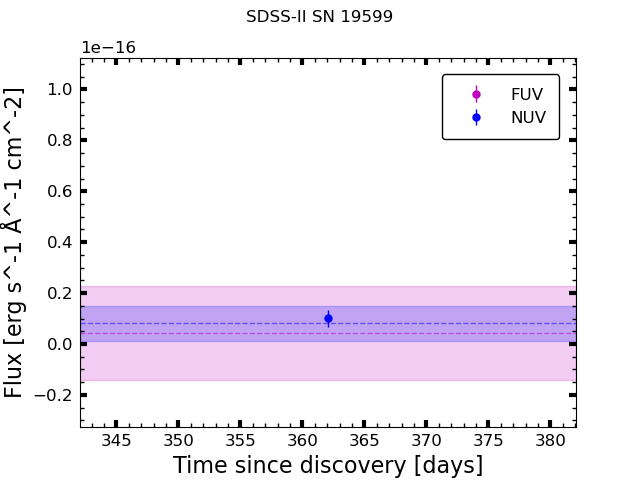 SDSS-II SN 19599
1e−16
1.0
0.8
0.6
0.4
0.2
0.0
−0.2
Flux [erg s^-1 Å^-1 cm^-2]
FUV
NUV
345 350 355 360 365 370 375 380
Time since discovery [days]